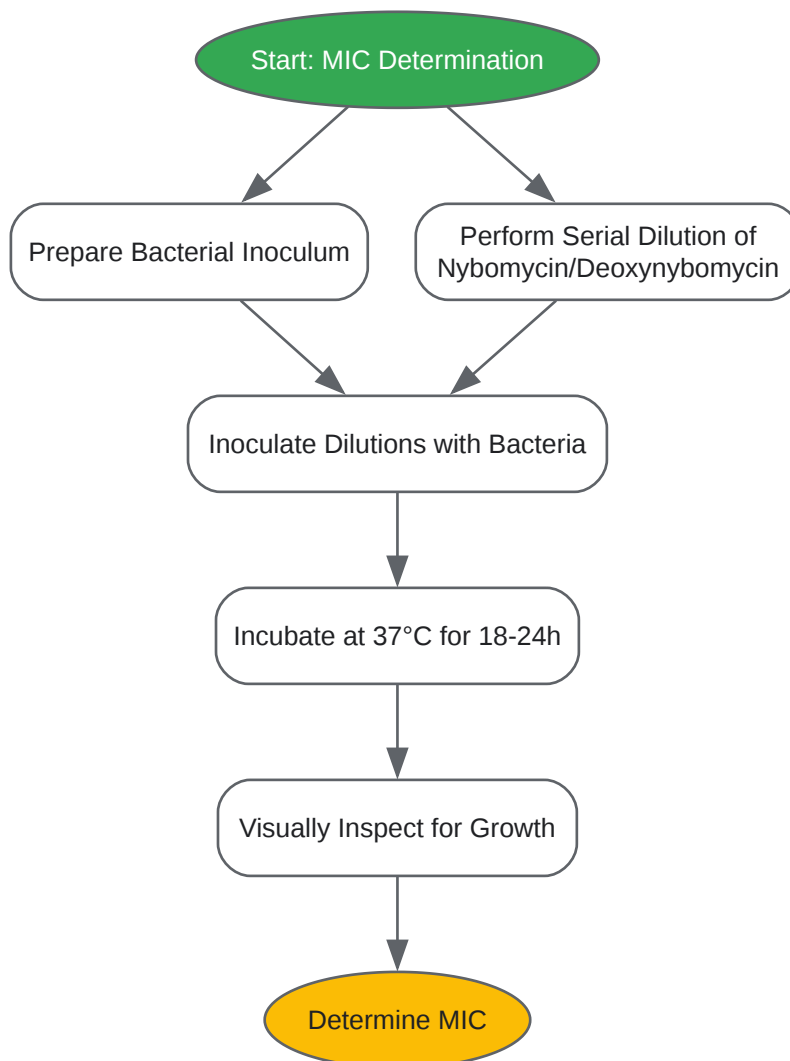 Start: MIC Determination
Prepare Bacterial Inoculum
Perform Serial Dilution of
Nybomycin/Deoxynybomycin
Inoculate Dilutions with Bacteria
Incubate at 37°C for 18-24h
Visually Inspect for Growth
Determine MIC